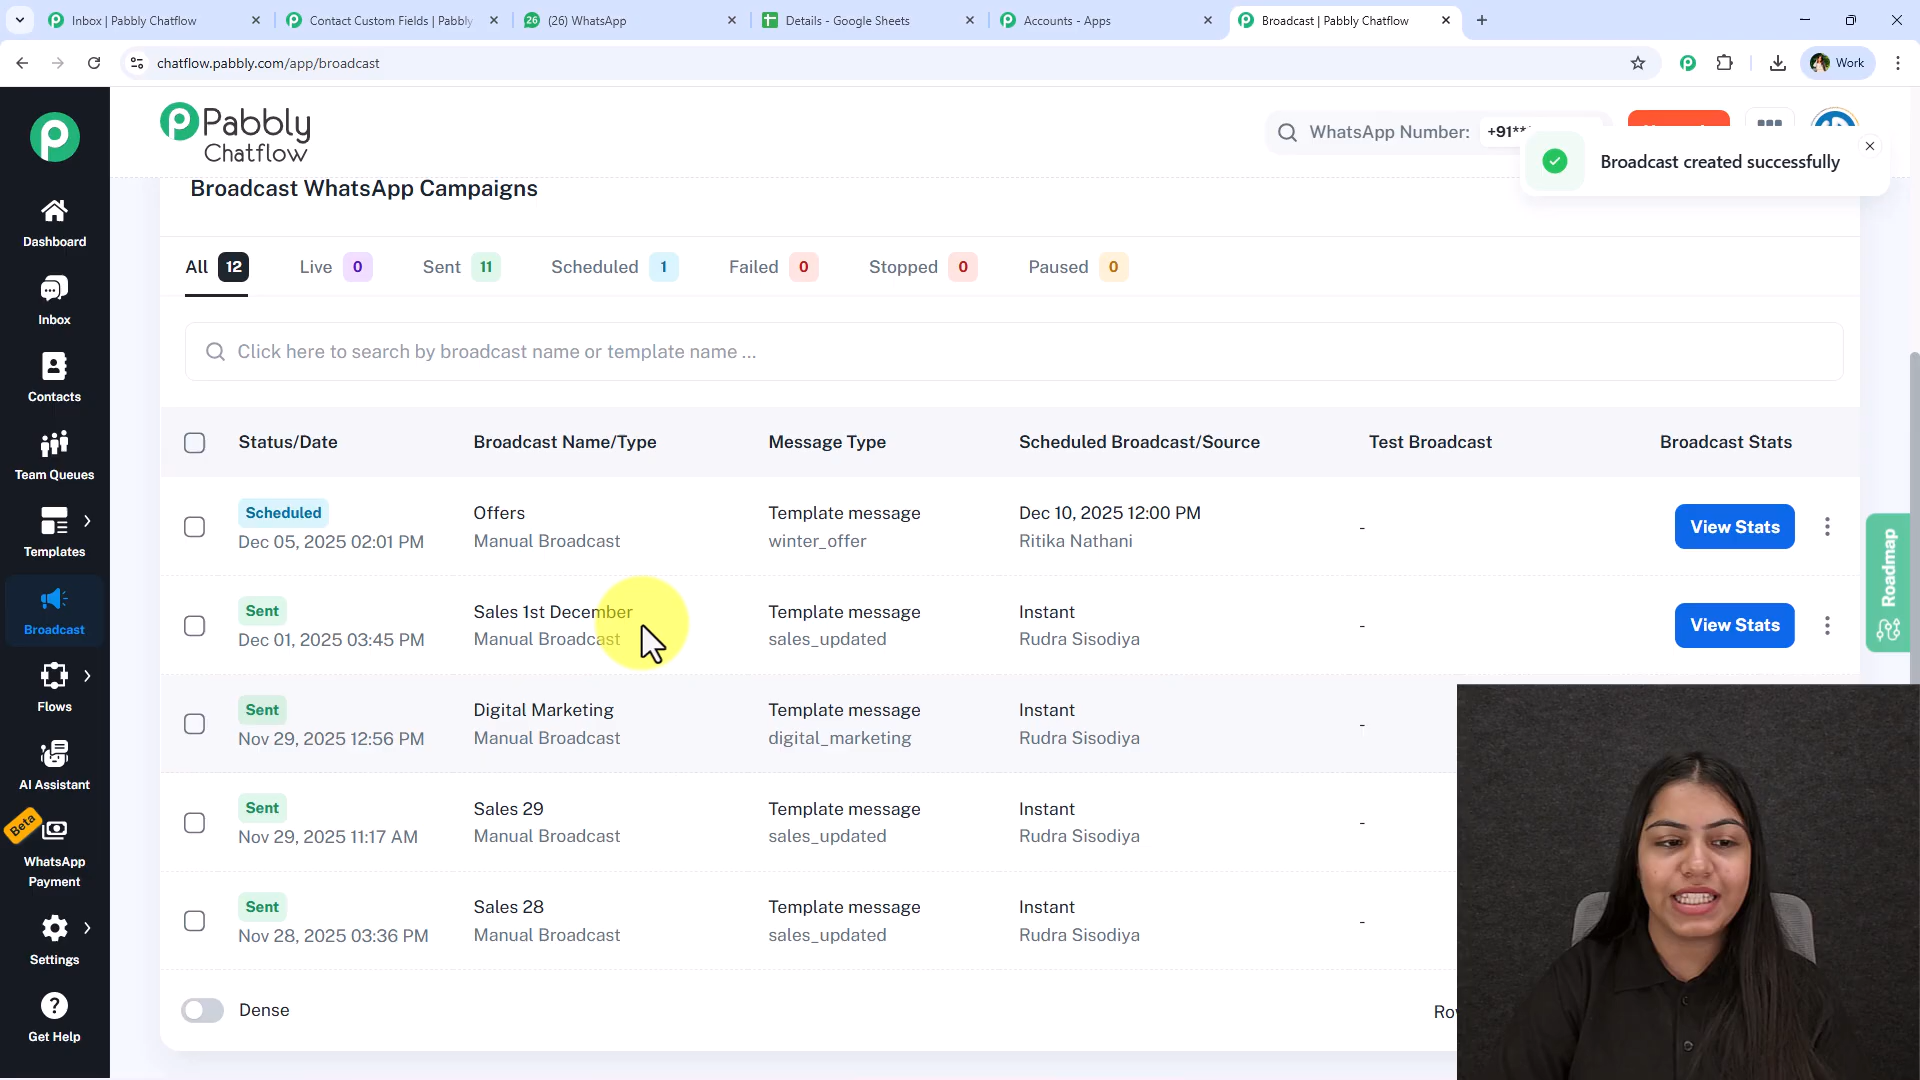 Inbox | Pabbly Chatflow
Contact Custom Fields | Pabbly
(26) WhatsApp
Details - Google Sheets
Accounts - Apps
Broadcast | Pabbly Chatflow
chatflow.pabbly.com/app/broadcast
Work
Pabbly
Chatflow
WhatsApp Number: +91**
Broadcast created successfully
Dashboard
Inbox
Contacts
Team Queues
Templates
Broadcast
Flows
AI Assistant
Beta
WhatsApp
Payment
Settings
Get Help
Broadcast WhatsApp Campaigns
All 12 Live 0 Sent 11 Scheduled 1 Failed 0 Stopped 0 Paused 0
Click here to search by broadcast name or template name ...
Status/Date Broadcast Name/Type Message Type Scheduled Broadcast/Source Test Broadcast Broadcast Stats
Scheduled Offers Template message Dec 10, 2025 12:00 PM - View Stats
Dec 05, 2025 02:01 PM Manual Broadcast winter_offer Ritika Nathani
Sent Sales 1st December Template message Instant - View Stats
Dec 01, 2025 03:45 PM Manual Broadcast sales_updated Rudra Sisodiya
Sent Digital Marketing Template message Instant -
Nov 29, 2025 12:56 PM Manual Broadcast digital_marketing Rudra Sisodiya
Sent Sales 29 Template message Instant -
Nov 29, 2025 11:17 AM Manual Broadcast sales_updated Rudra Sisodiya
Sent Sales 28 Template message Instant -
Nov 28, 2025 03:36 PM Manual Broadcast sales_updated Rudra Sisodiya
Dense
Roadmap